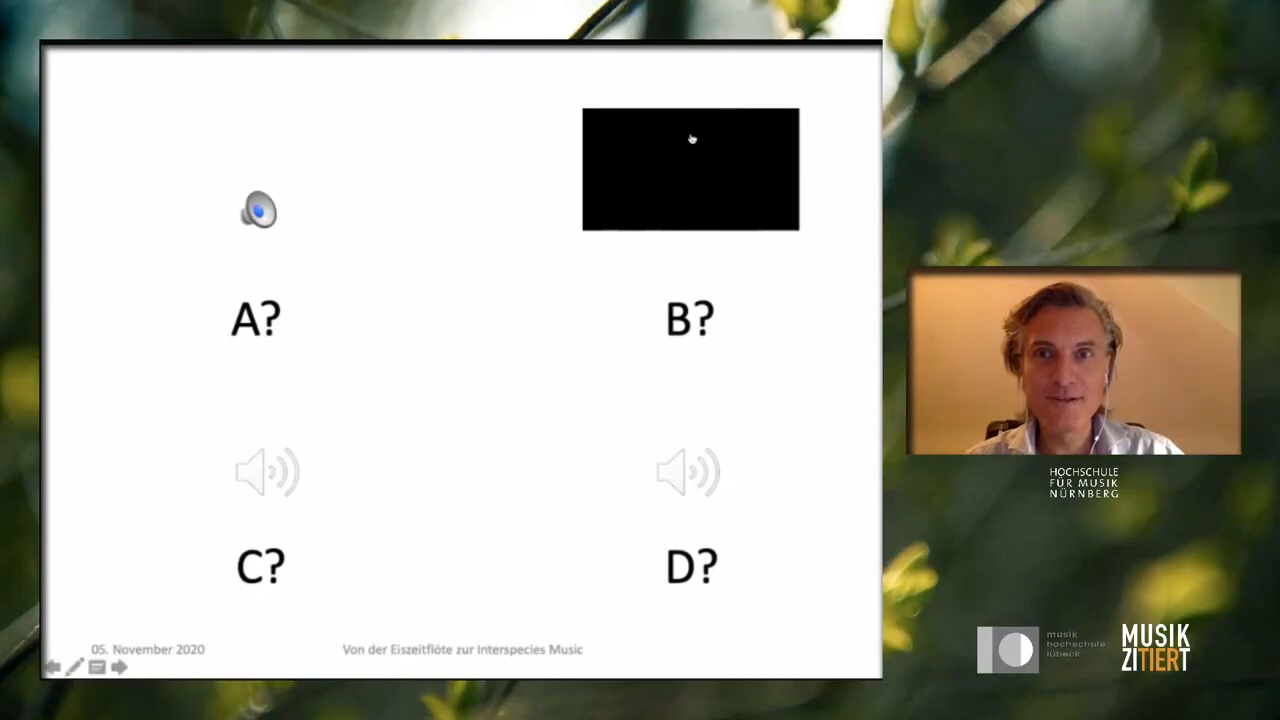 A?
B?
C?
D?
05. November 2020
Von der Eiszeitflöte zur Interspecies Music
HOCHSCHULE
FÜR MUSIK
NÜRNBERG
musik
hochschule
lübeck
MUSIK
ZITIERT